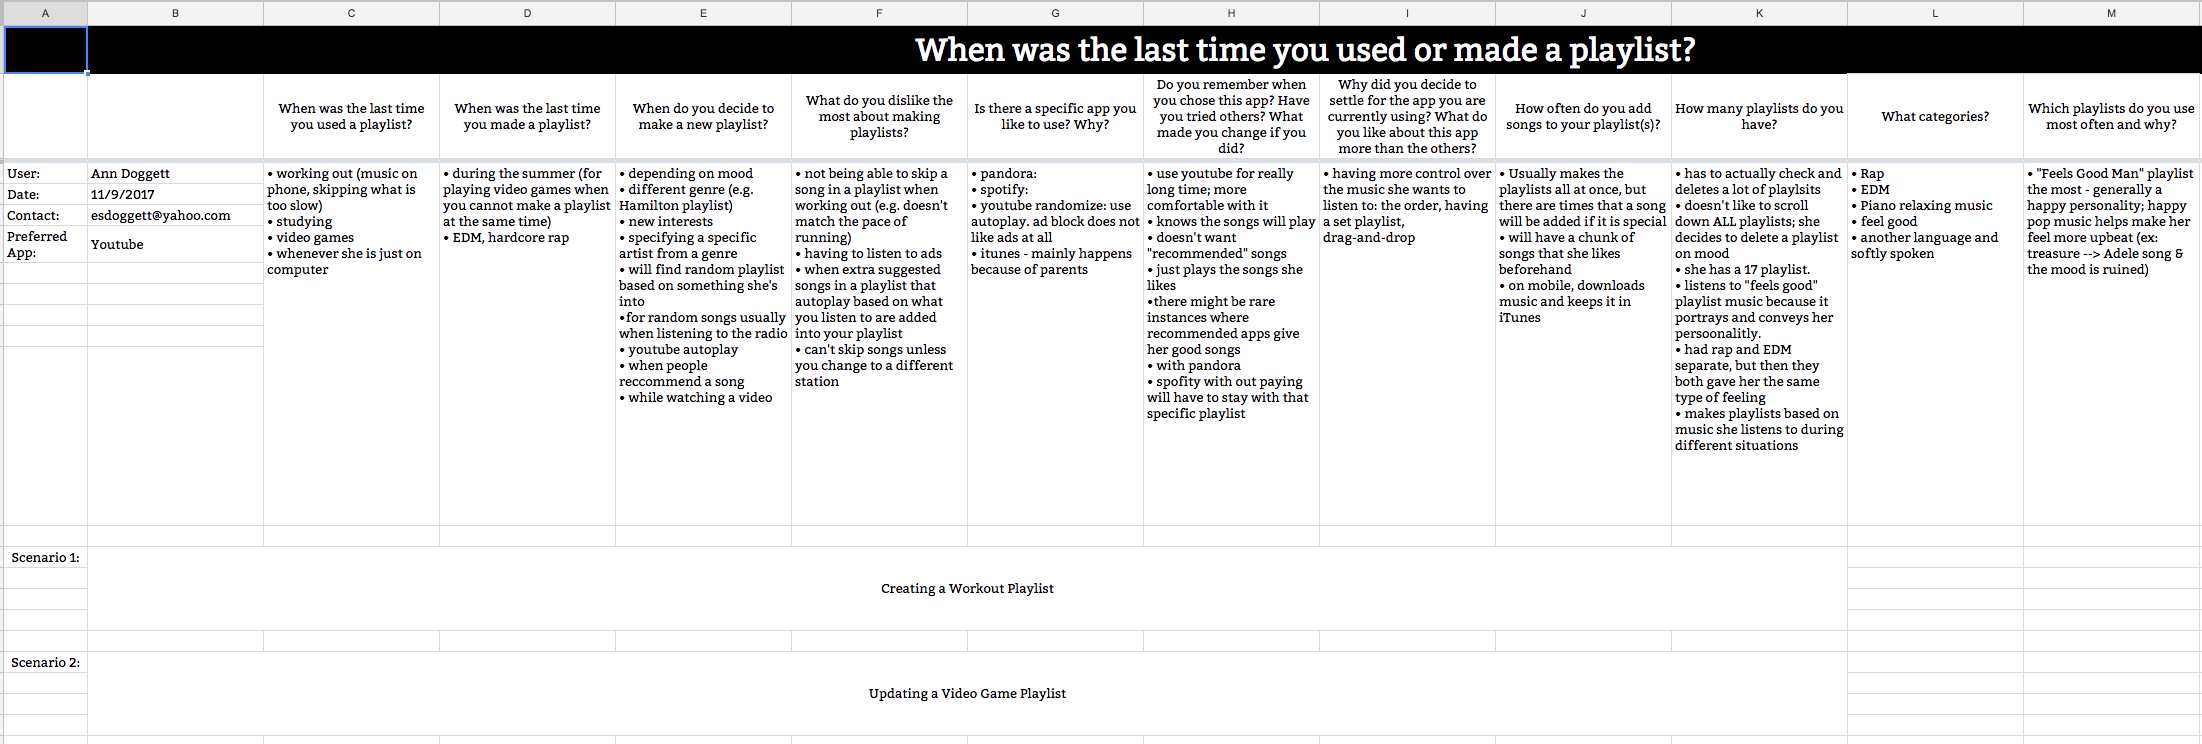 A B C D E F G H I J K L M
When was the last time you used or made a playlist?
When was the last time
you used a playlist?
When was the last time
you made a playlist?
When do you decide to
make a new playlist?
What do you dislike the
most about making
playlists?
Is there a specific app you
like to use? Why?
Do you remember when
you chose this app? Have
you tried others? What
made you change if you
did?
Why did you decide to
settle for the app you are
currently using? What do
you like about this app
more than the others?
How often do you add
songs to your playlist(s)?
How many playlists do you
have?
What categories?
Which playlists do you use
most often and why?
User: Ann Doggett
Date: 11/9/2017
Contact: esdoggett@yahoo.com
Preferred
App:
Youtube
• working out (music on
phone, skipping what is
too slow)
• studying
• video games
• whenever she is just on
computer
• during the summer (for
playing video games when
you cannot make a playlist
at the same time)
• EDM, hardcore rap
• depending on mood
• different genre (e.g.
Hamilton playlist)
• new interests
• specifying a specific
artist from a genre
• will find random playlist
based on something she's
into
•for random songs usually
when listening to the radio
• youtube autoplay
• when people
reccommend a song
• while watching a video
• not being able to skip a
song in a playlist when
working out (e.g. doesn't
match the pace of
running)
• having to listen to ads
• when extra suggested
songs in a playlist that
autoplay based on what
you listen to are added
into your playlist
• can't skip songs unless
you change to a different
station
• pandora:
• spotify:
• youtube randomize: use
autoplay. ad block does not
like ads at all
• itunes - mainly happens
because of parents
• use youtube for really
long time; more
comfortable with it
• knows the songs will play
• doesn't want
"recommended" songs
• just plays the songs she
likes
•there might be rare
instances where
recommended apps give
her good songs
• with pandora
• spofity with out paying
will have to stay with that
specific playlist
• having more control over
the music she wants to
listen to: the order, having
a set playlist,
drag-and-drop
• Usually makes the
playlists all at once, but
there are times that a song
will be added if it is special
• will have a chunk of
songs that she likes
beforehand
• on mobile, downloads
music and keeps it in
iTunes
• has to actually check and
deletes a lot of playlsits
• doesn't like to scroll
down ALL playlists; she
decides to delete a playlist
on mood
• she has a 17 playlist.
• listens to "feels good"
playlist music because it
portrays and conveys her
persoonalitly.
• had rap and EDM
separate, but then they
both gave her the same
type of feeling
• makes playlists based on
music she listens to during
different situations
• Rap
• EDM
• Piano relaxing music
• feel good
• another language and
softly spoken
• "Feels Good Man" playlist
the most - generally a
happy personality; happy
pop music helps make her
feel more upbeat (ex:
treasure --> Adele song &
the mood is ruined)
Scenario 1:
Creating a Workout Playlist
Scenario 2:
Updating a Video Game Playlist